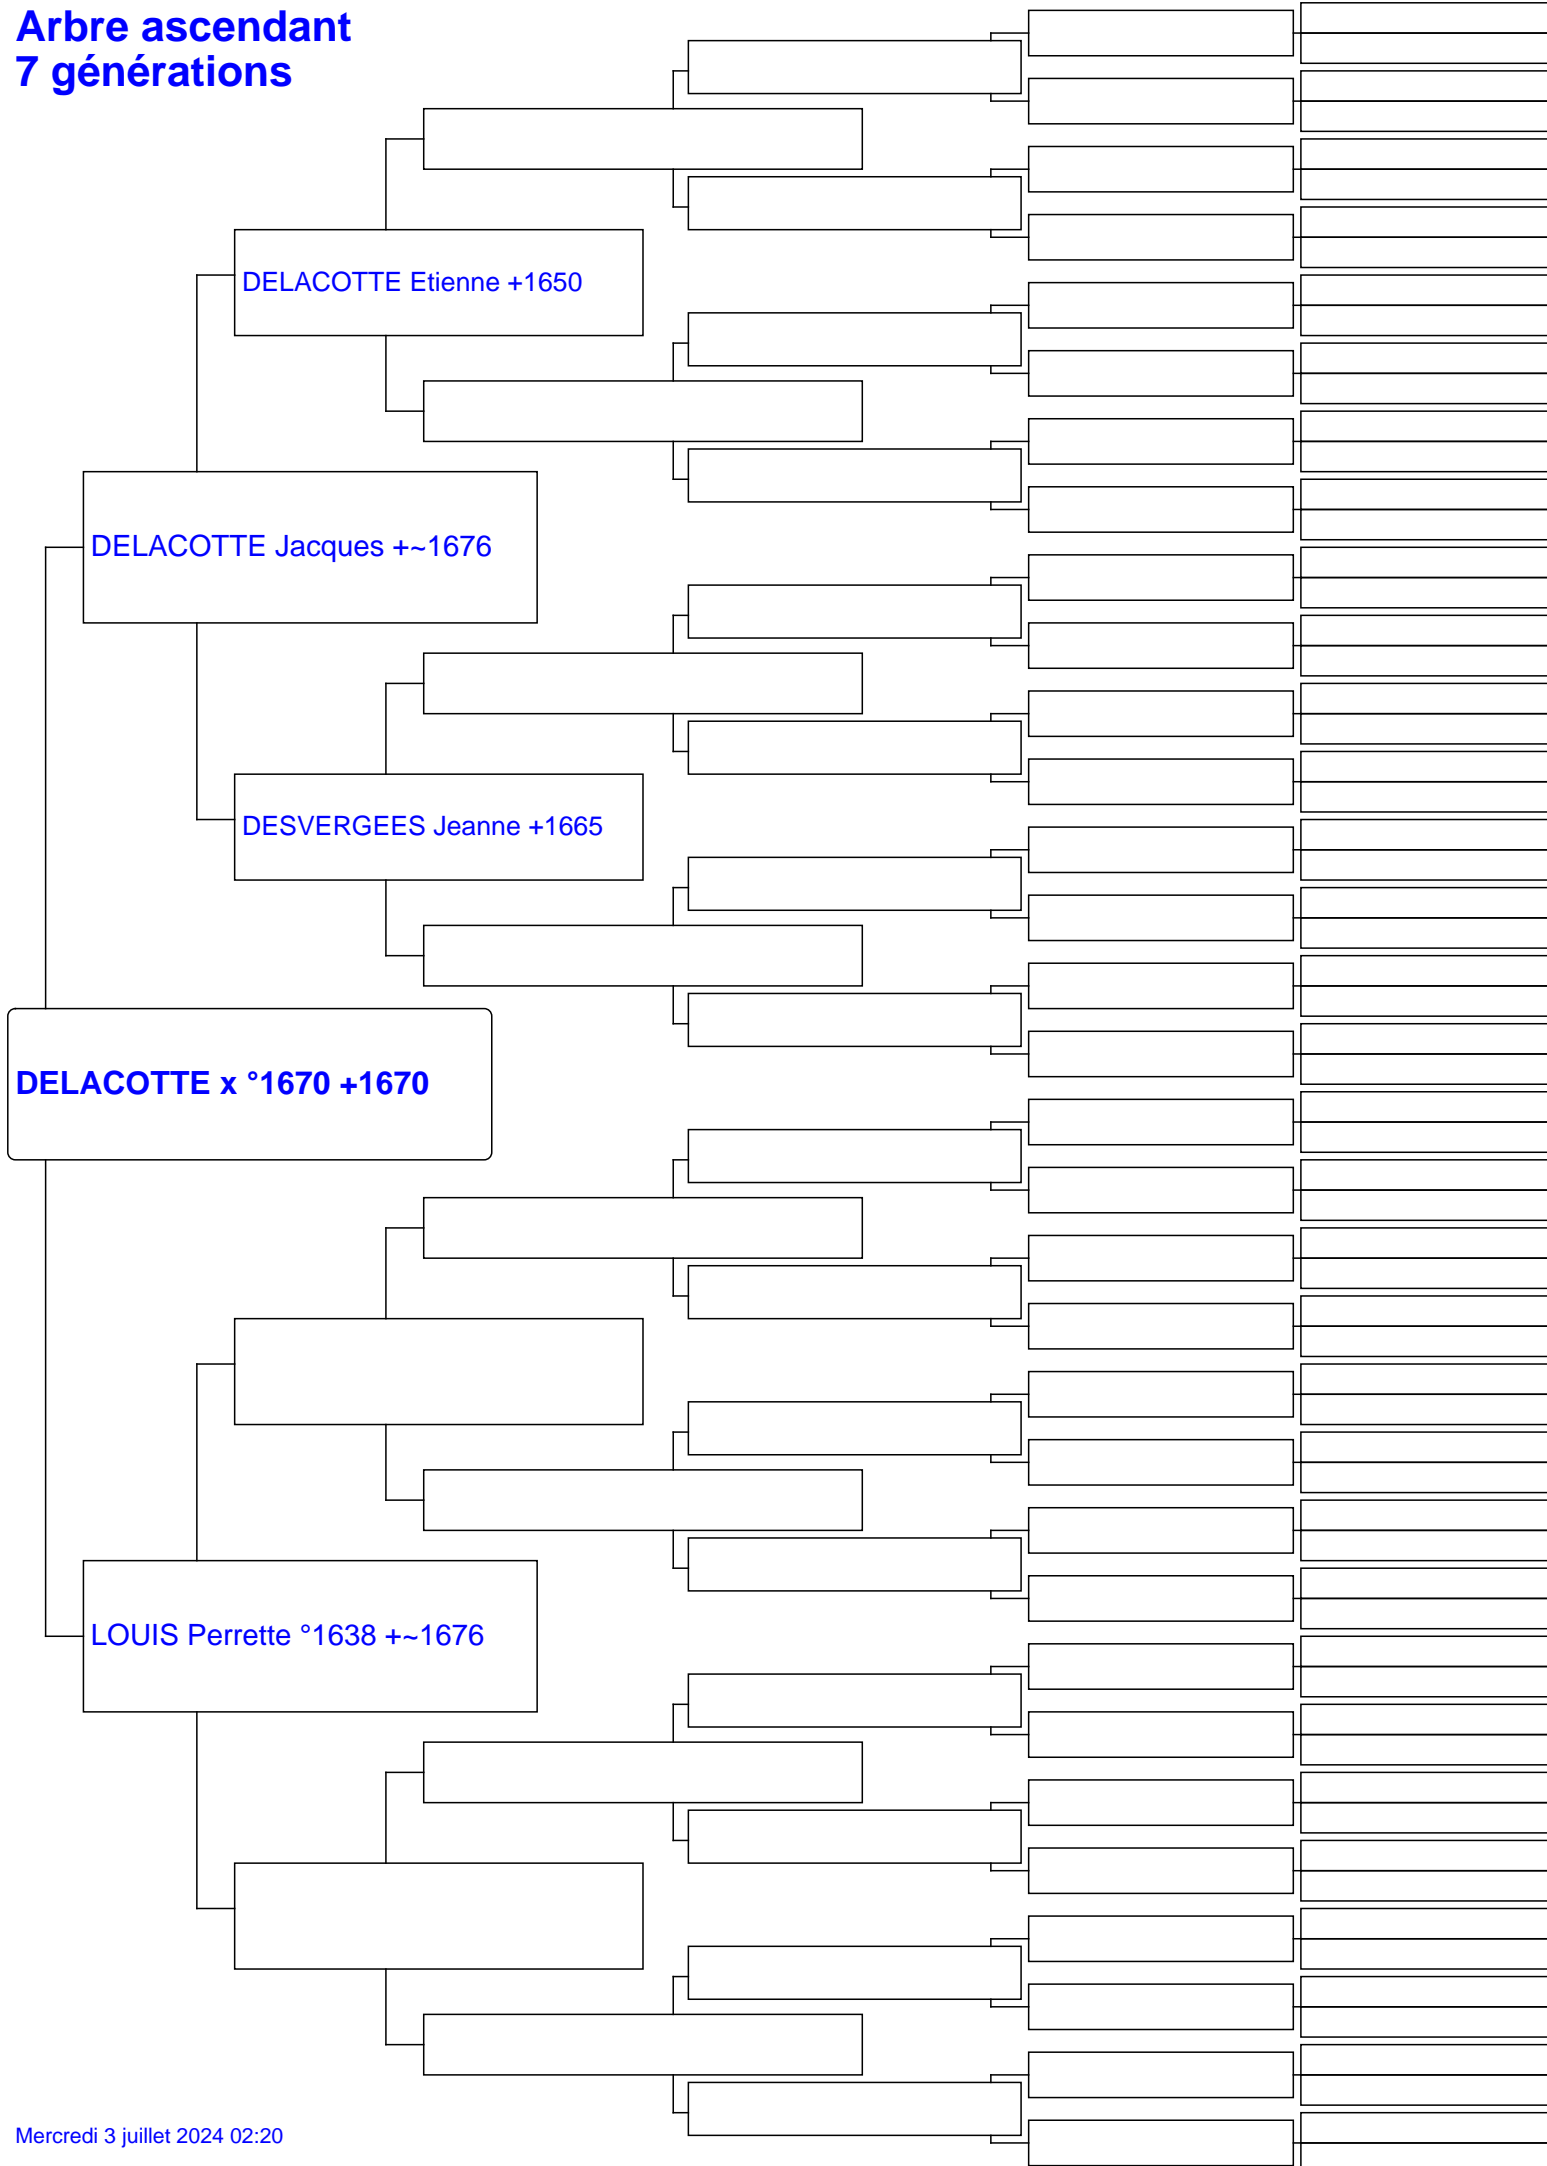 Arbre ascendant
7 générations
DELACOTTE Etienne +1650
DELACOTTE Jacques +~1676
DESVERGEES Jeanne +1665
DELACOTTE x °1670 +1670
LOUIS Perrette °1638 +~1676
Mercredi 3 juillet 2024 02:20